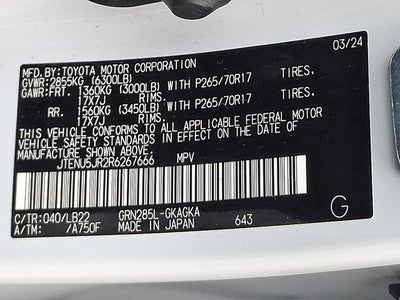 MFD. BY:TOYOTA MOTOR CORPORATION 03/24
GVWR:2855KG (6300LB)
GAWR:FRT. 1360KG (3000LB) WITH P265/70R17 TIRES.
17X7J RIMS.
RR. 1560KG (3450LB) WITH P265/70R17 TIRES.
17X7J RIMS.
THIS VEHICLE CONFORMS TO ALL APPLICABLE FEDERAL MOTOR
VEHICLE SAFETY STANDARDS IN EFFECT ON THE DATE OF
MANUFACTURE SHOWN ABOVE.
JTENU5JR2R6267666 MPV
C/TR:040/LB22 GRN285L-GKAGKA
A/TM: /A750F MADE IN JAPAN 643 G